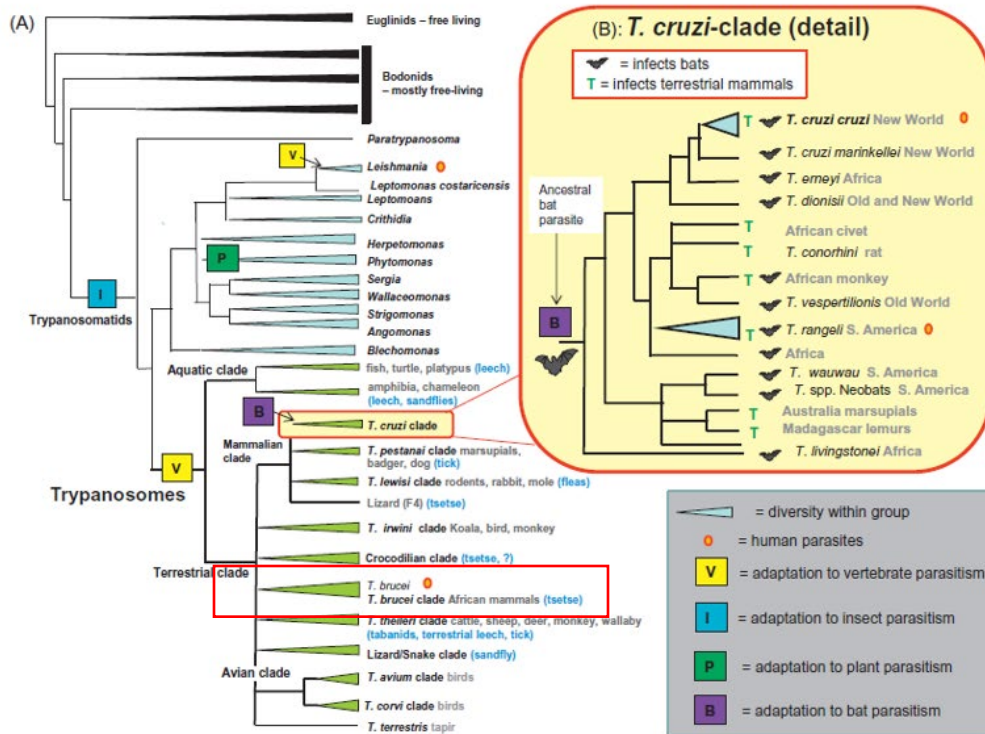 (A)
Euglinids - free living
Bodonids
– mostly free-living
Paratrypanosoma
V
Leishmania
Leptomonas costaricensis
Leptomoans
Crithidia
Herpetomonas
P
Phytomonas
Sergia
Wallaceomonas
Strigomonas
Angomonas
Blechomonas
I
Trypanosomatids
Aquatic clade
fish, turtle, platypus (leech)
amphibia, chameleon
(leech, sandflies)
B
T. cruzi clade
Mammalian
clade
T. pestanai clade marsupials,
badger, dog (tick)
T. lewisi clade rodents, rabbit, mole (fleas)
Lizard (F4) (tsetse)
V
Trypanosomes
T. irwini clade Koala, bird, monkey
Crocodilian clade (tsetse, ?)
Terrestrial clade
T. brucei
T. brucei clade African mammals (tsetse)
T. theileri clade cattle, sheep, deer, monkey, wallaby
(tabanids, terrestrial leech, tick)
Lizard/Snake clade (sandfly)
Avian clade
T. avium clade birds
T. corvi clade birds
T. terrestris tapir
(B): T. cruzi-clade (detail)
= infects bats
T = infects terrestrial mammals
Ancestral
bat
parasite
B
T T. cruzi cruzi New World
T. cruzi marinkellei New World
T. erneyi Africa
T. dionisii Old and New World
T African civet
T T. conorhini rat
T African monkey
T. vespertilionis Old World
T T. rangeli S. America
Africa
T. wauwau S. America
T. spp. Neobats S. America
T Australia marsupials
T Madagascar lemurs
T. livingstonei Africa
= diversity within group
= human parasites
V = adaptation to vertebrate parasitism
I = adaptation to insect parasitism
P = adaptation to plant parasitism
B = adaptation to bat parasitism